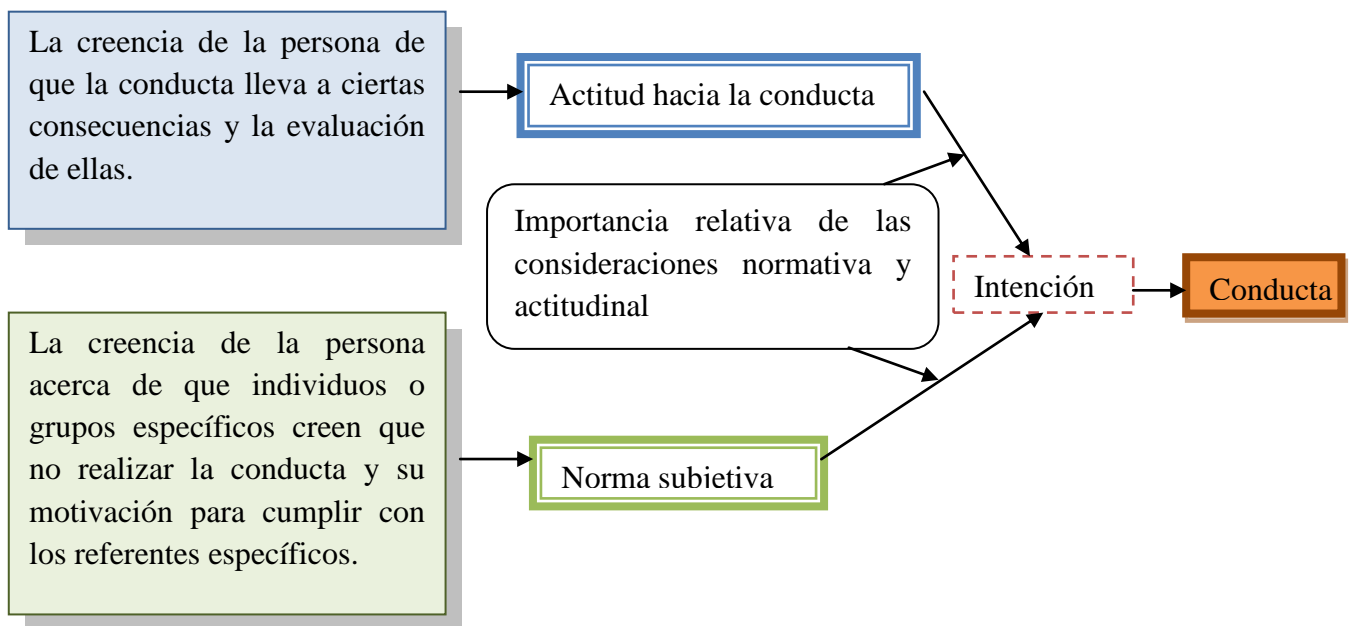 La creencia de la persona de
que la conducta lleva a ciertas
consecuencias y la evaluación
de ellas.
Actitud hacia la conducta
Importancia relativa de las
consideraciones normativa y
actitudinal
Intención
Conducta
La creencia de la persona
acerca de que individuos o
grupos específicos creen que
no realizar la conducta y su
motivación para cumplir con
los referentes específicos.
Norma subjetiva